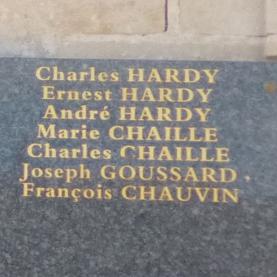 Charles HARDY
Ernest HARDY
André HARDY
Marie CHAILLE
Charles CHAILLE
Joseph GOUSSARD.
François CHAUVIN